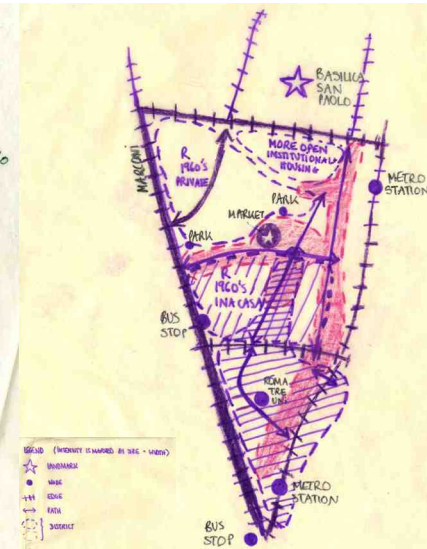 BASILICA
SAN
PAOLO
MARCONI
R
1960's
PRIVATE
MORE OPEN
INSTITUTIONAL
HOUSING
METRO
STATION
PARK
MARKET
PARK
R
1960's
INA CASA
BUS
STOP
ROMA
TRE
UNI
METRO
STATION
BUS
STOP
LEGEND (INTENSITY IS MARKED BY SIZE - WIDTH)
LANDMARK
NODE
EDGE
PATH
DISTRICT